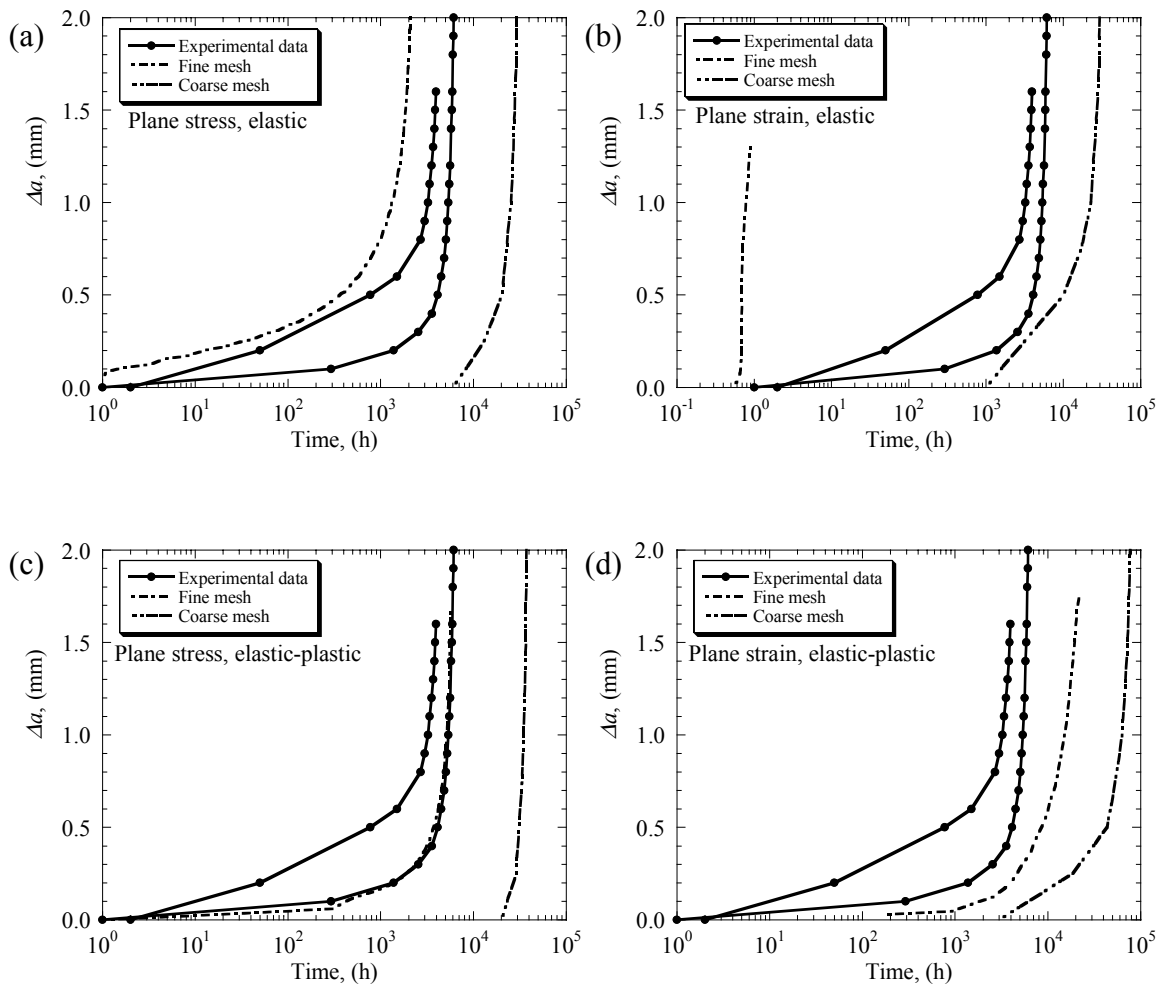 (a)
2.0
1.5
1.0
0.5
0.0
Δa, (mm)
Experimental data
Fine mesh
Coarse mesh
Plane stress, elastic
10⁰ 10¹ 10² 10³ 10⁴ 10⁵
Time, (h)
(b)
2.0
1.5
1.0
0.5
0.0
Δa, (mm)
Experimental data
Fine mesh
Coarse mesh
Plane strain, elastic
10⁻¹ 10⁰ 10¹ 10² 10³ 10⁴ 10⁵
Time, (h)
(c)
2.0
1.5
1.0
0.5
0.0
Δa, (mm)
Experimental data
Fine mesh
Coarse mesh
Plane stress, elastic-plastic
10⁰ 10¹ 10² 10³ 10⁴ 10⁵
Time, (h)
(d)
2.0
1.5
1.0
0.5
0.0
Δa, (mm)
Experimental data
Fine mesh
Coarse mesh
Plane strain, elastic-plastic
10⁰ 10¹ 10² 10³ 10⁴ 10⁵
Time, (h)